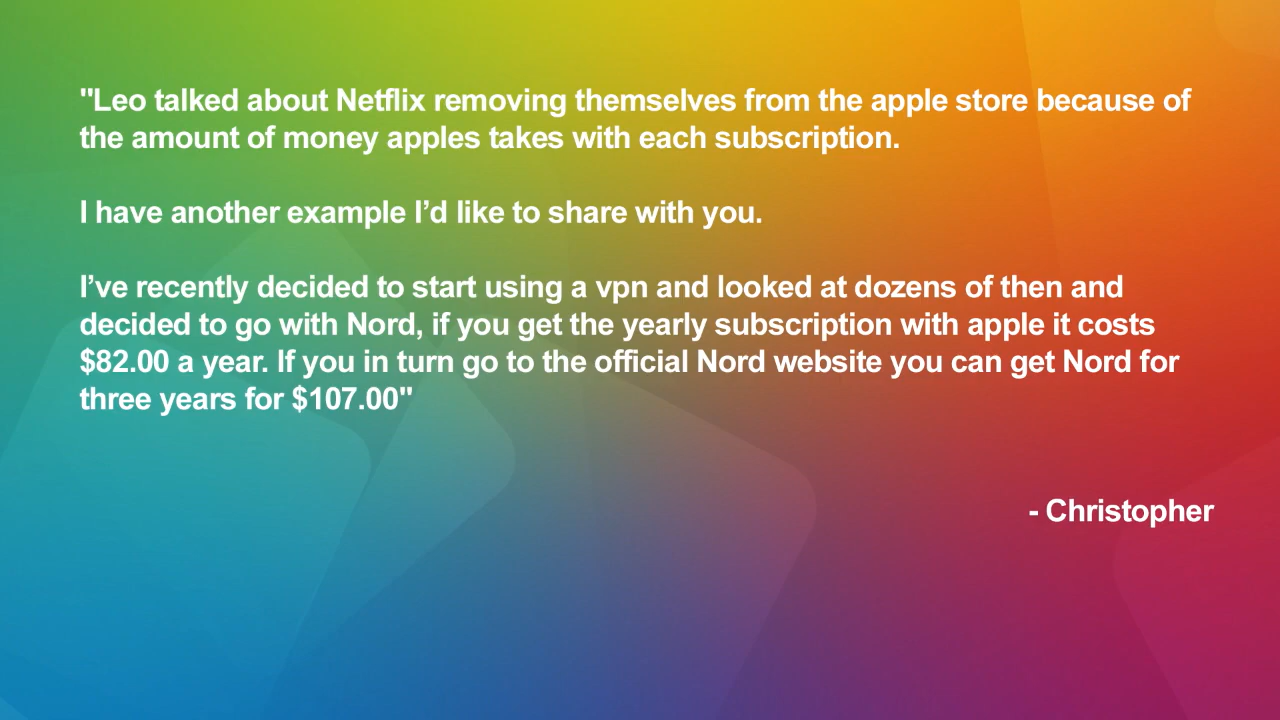 "Leo talked about Netflix removing themselves from the apple store because of
the amount of money apples takes with each subscription.
I have another example I’d like to share with you.
I’ve recently decided to start using a vpn and looked at dozens of then and
decided to go with Nord, if you get the yearly subscription with apple it costs
$82.00 a year. If you in turn go to the official Nord website you can get Nord for
three years for $107.00"
- Christopher